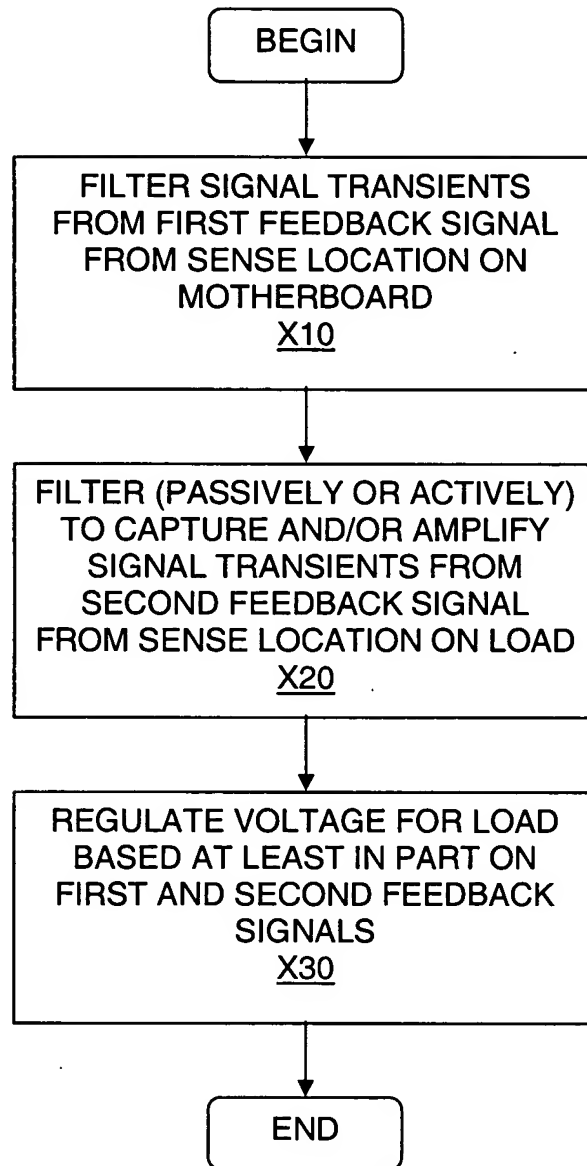 BEGIN
FILTER SIGNAL TRANSIENTS
FROM FIRST FEEDBACK SIGNAL
FROM SENSE LOCATION ON
MOTHERBOARD
X10
FILTER (PASSIVELY OR ACTIVELY)
TO CAPTURE AND/OR AMPLIFY
SIGNAL TRANSIENTS FROM
SECOND FEEDBACK SIGNAL
FROM SENSE LOCATION ON LOAD
X20
REGULATE VOLTAGE FOR LOAD
BASED AT LEAST IN PART ON
FIRST AND SECOND FEEDBACK
SIGNALS
X30
END